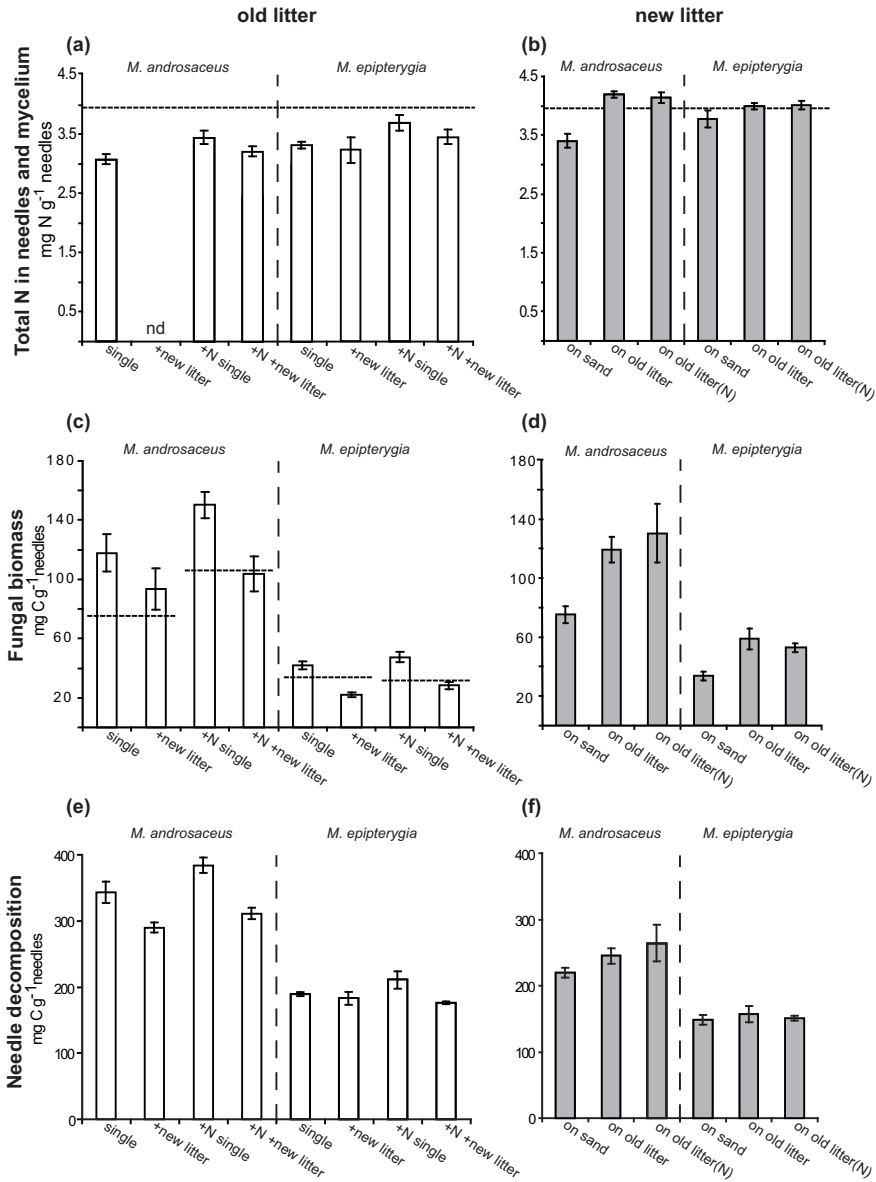 old litter
new litter
(a)
(b)
M. androsaceus
M. epipterygia
M. androsaceus
M. epipterygia
Total N in needles and mycelium
mg N g-1 needles
4.5
3.5
2.5
1.5
0.5
nd
single
+new litter
+N single
+N +new litter
single
+new litter
+N single
+N +new litter
4.5
3.5
2.5
1.5
0.5
on sand
on old litter
on old litter(N)
on sand
on old litter
on old litter(N)
(c)
(d)
M. androsaceus
M. epipterygia
M. androsaceus
M. epipterygia
Fungal biomass
mg C g-1 needles
180
140
100
60
20
single
+new litter
+N single
+N +new litter
single
+new litter
+N single
+N +new litter
180
140
100
60
20
on sand
on old litter
on old litter(N)
on sand
on old litter
on old litter(N)
(e)
(f)
M. androsaceus
M. epipterygia
M. androsaceus
M. epipterygia
Needle decomposition
mg C g-1 needles
400
300
200
100
0
single
+new litter
+N single
+N +new litter
single
+new litter
+N single
+N +new litter
400
300
200
100
0
on sand
on old litter
on old litter(N)
on sand
on old litter
on old litter(N)